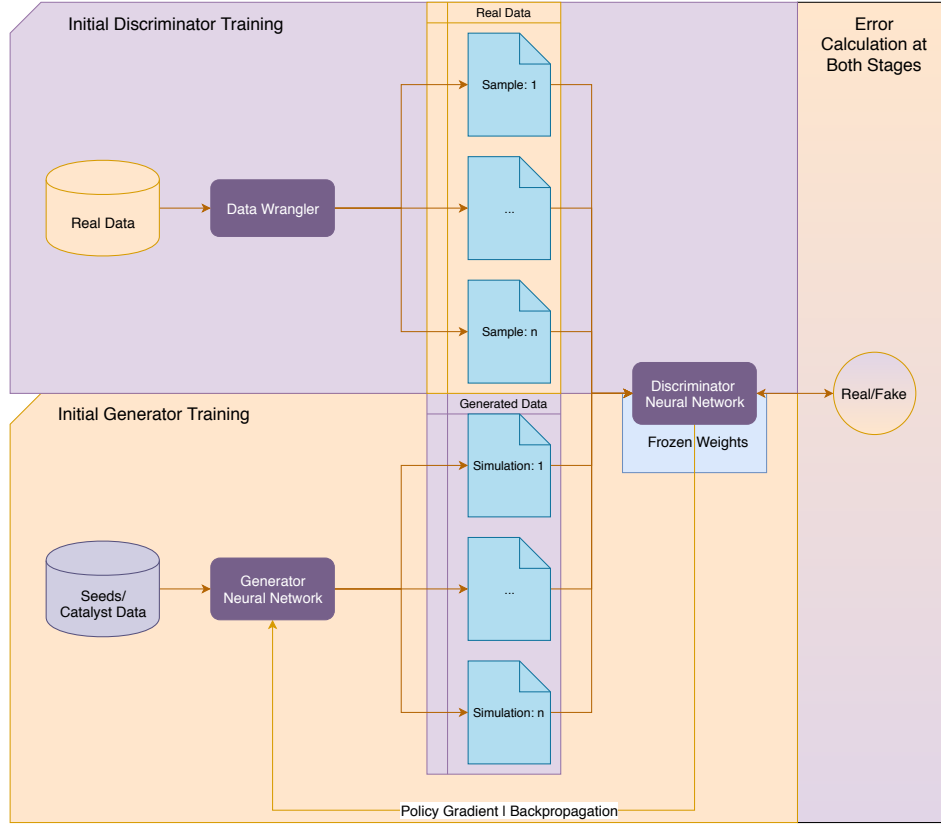 Initial Discriminator Training
Real Data
Error
Calculation at
Both Stages
Sample: 1
Real Data
Data Wrangler
...
Sample: n
Discriminator
Neural Network
Real/Fake
Frozen Weights
Initial Generator Training
Generated Data
Simulation: 1
Seeds/
Catalyst Data
Generator
Neural Network
...
Simulation: n
Policy Gradient | Backpropagation